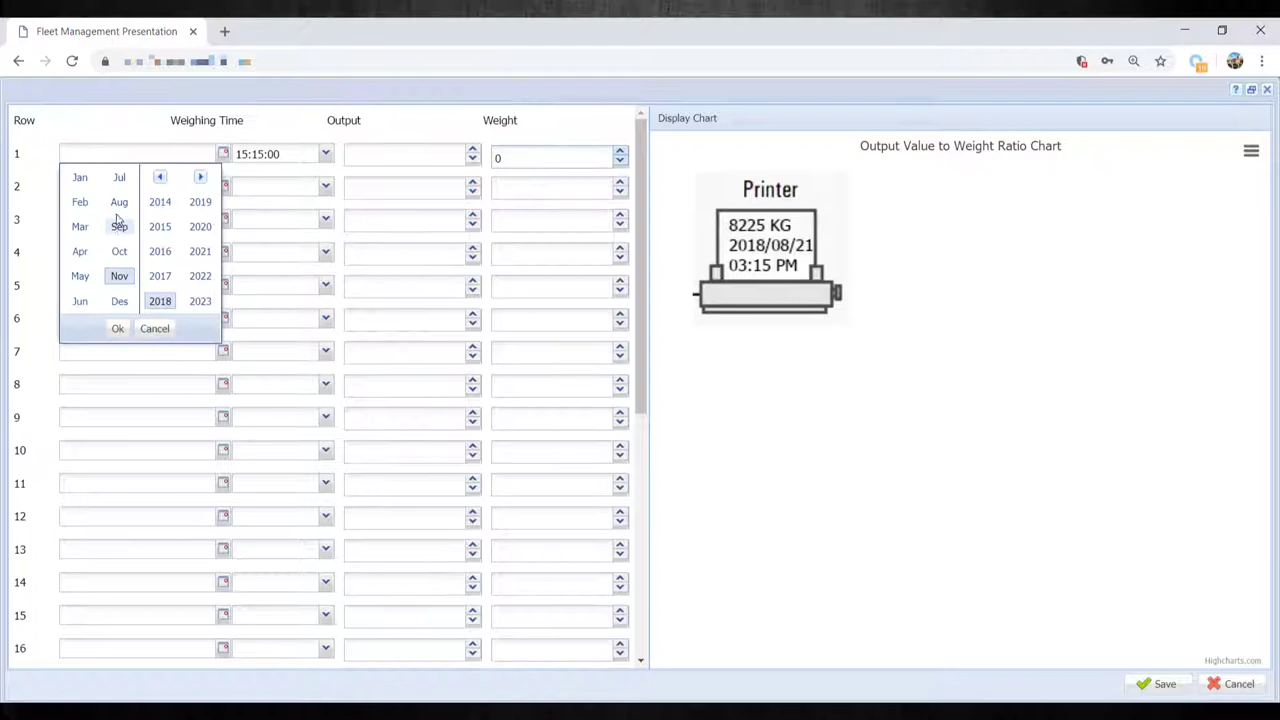 Fleet Management Presentation
Row Weighing Time Output Weight
1 15:15:00 0
2
3
4
5
6
7
8
9
10
11
12
13
14
15
16
Jan Jul
Feb Aug 2014 2019
Mar Sep 2015 2020
Apr Oct 2016 2021
May Nov 2017 2022
Jun Des 2018 2023
Ok Cancel
Display Chart
Output Value to Weight Ratio Chart
Printer
8225 KG
2018/08/21
03:15 PM
Highcharts.com
Save Cancel